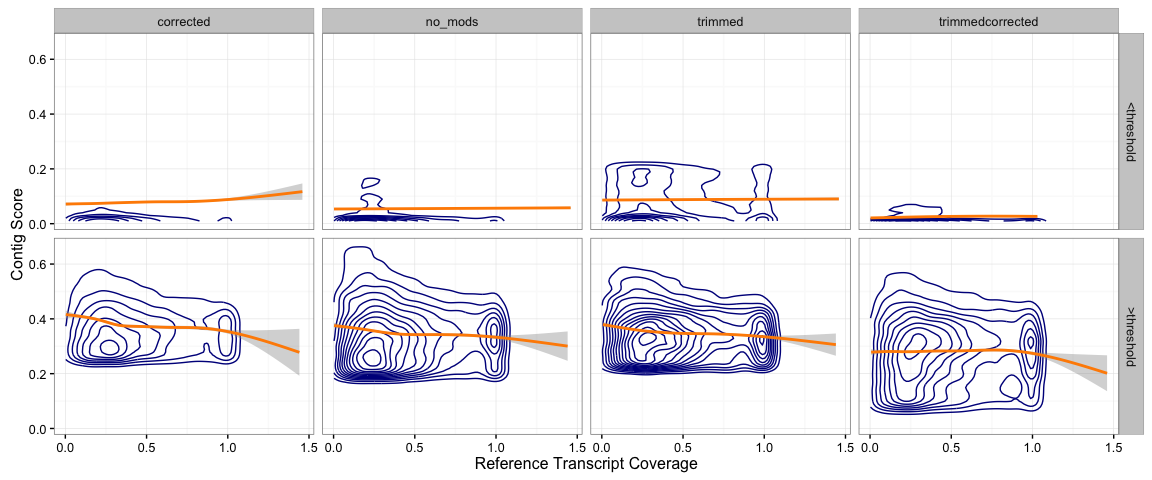 corrected no_mods trimmed trimmedcorrected
0.6
0.4
0.2
0.0
<threshold
Contig Score
0.6
0.4
0.2
0.0
>threshold
0.0 0.5 1.0 1.5 0.0 0.5 1.0 1.5 0.0 0.5 1.0 1.5 0.0 0.5 1.0 1.5
Reference Transcript Coverage